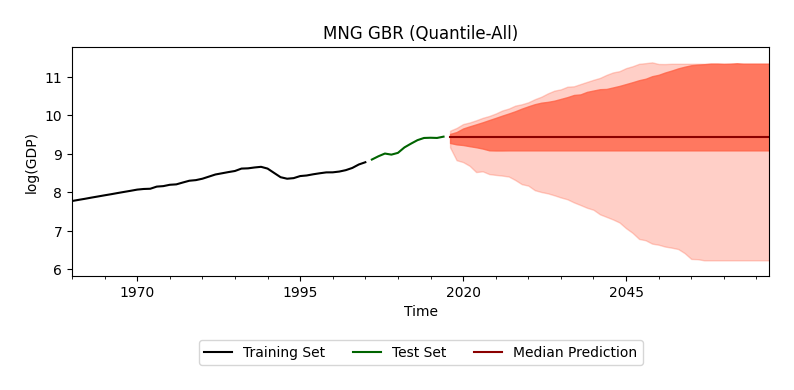 MNG GBR (Quantile-All)
log(GDP)
11
10
9
8
7
6
1970
1995
2020
2045
Time
Training Set
Test Set
Median Prediction